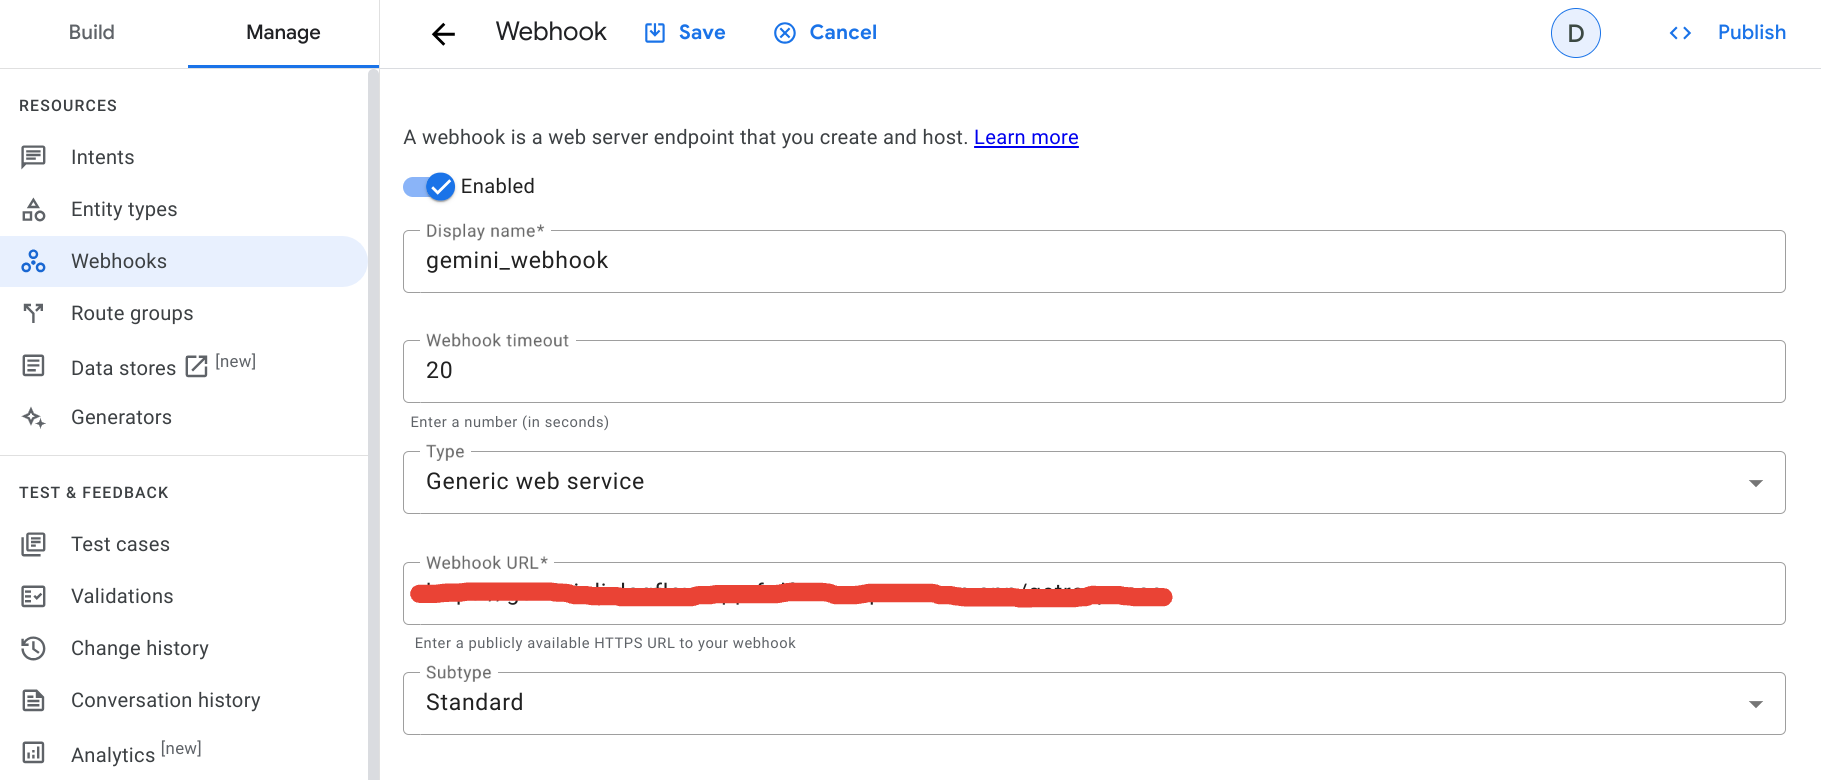 Build
Manage
Webhook
Save
Cancel
D
Publish
RESOURCES
Intents
Entity types
Webhooks
Route groups
Data stores [new]
Generators
TEST & FEEDBACK
Test cases
Validations
Change history
Conversation history
Analytics [new]
A webhook is a web server endpoint that you create and host. Learn more
Enabled
Display name*
gemini_webhook
Webhook timeout
20
Enter a number (in seconds)
Type
Generic web service
Webhook URL*
Enter a publicly available HTTPS URL to your webhook
Subtype
Standard